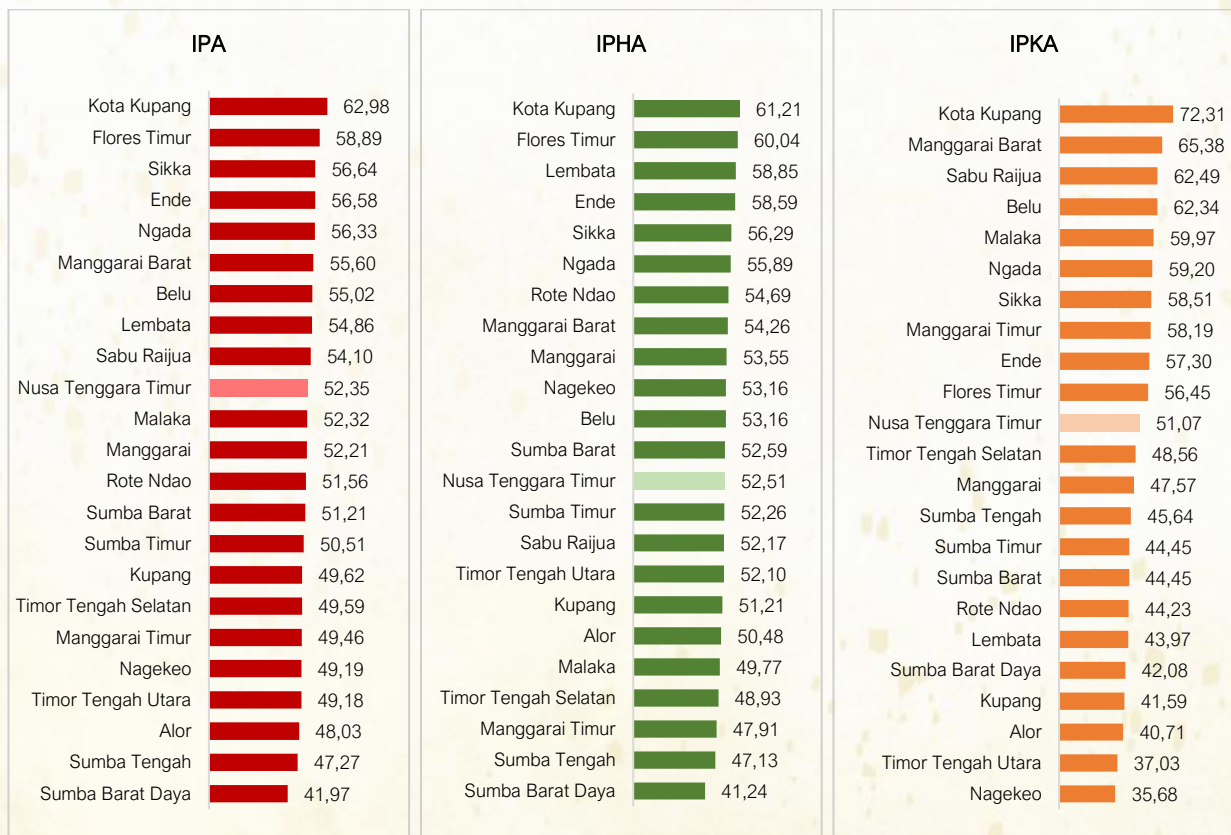 IPA
Kota Kupang 62,98
Flores Timur 58,89
Sikka 56,64
Ende 56,58
Ngada 56,33
Manggarai Barat 55,60
Belu 55,02
Lembata 54,86
Sabu Raijua 54,10
Nusa Tenggara Timur 52,35
Malaka 52,32
Manggarai 52,21
Rote Ndao 51,56
Sumba Barat 51,21
Sumba Timur 50,51
Kupang 49,62
Timor Tengah Selatan 49,59
Manggarai Timur 49,46
Nagekeo 49,19
Timor Tengah Utara 49,18
Alor 48,03
Sumba Tengah 47,27
Sumba Barat Daya 41,97
IPHA
Kota Kupang 61,21
Flores Timur 60,04
Lembata 58,85
Ende 58,59
Sikka 56,29
Ngada 55,89
Rote Ndao 54,69
Manggarai Barat 54,26
Manggarai 53,55
Nagekeo 53,16
Belu 53,16
Sumba Barat 52,59
Nusa Tenggara Timur 52,51
Sumba Timur 52,26
Sabu Raijua 52,17
Timor Tengah Utara 52,10
Kupang 51,21
Alor 50,48
Malaka 49,77
Timor Tengah Selatan 48,93
Manggarai Timur 47,91
Sumba Tengah 47,13
Sumba Barat Daya 41,24
IPKA
Kota Kupang 72,31
Manggarai Barat 65,38
Sabu Raijua 62,49
Belu 62,34
Malaka 59,97
Ngada 59,20
Sikka 58,51
Manggarai Timur 58,19
Ende 57,30
Flores Timur 56,45
Nusa Tenggara Timur 51,07
Timor Tengah Selatan 48,56
Manggarai 47,57
Sumba Tengah 45,64
Sumba Timur 44,45
Sumba Barat 44,45
Rote Ndao 44,23
Lembata 43,97
Sumba Barat Daya 42,08
Kupang 41,59
Alor 40,71
Timor Tengah Utara 37,03
Nagekeo 35,68